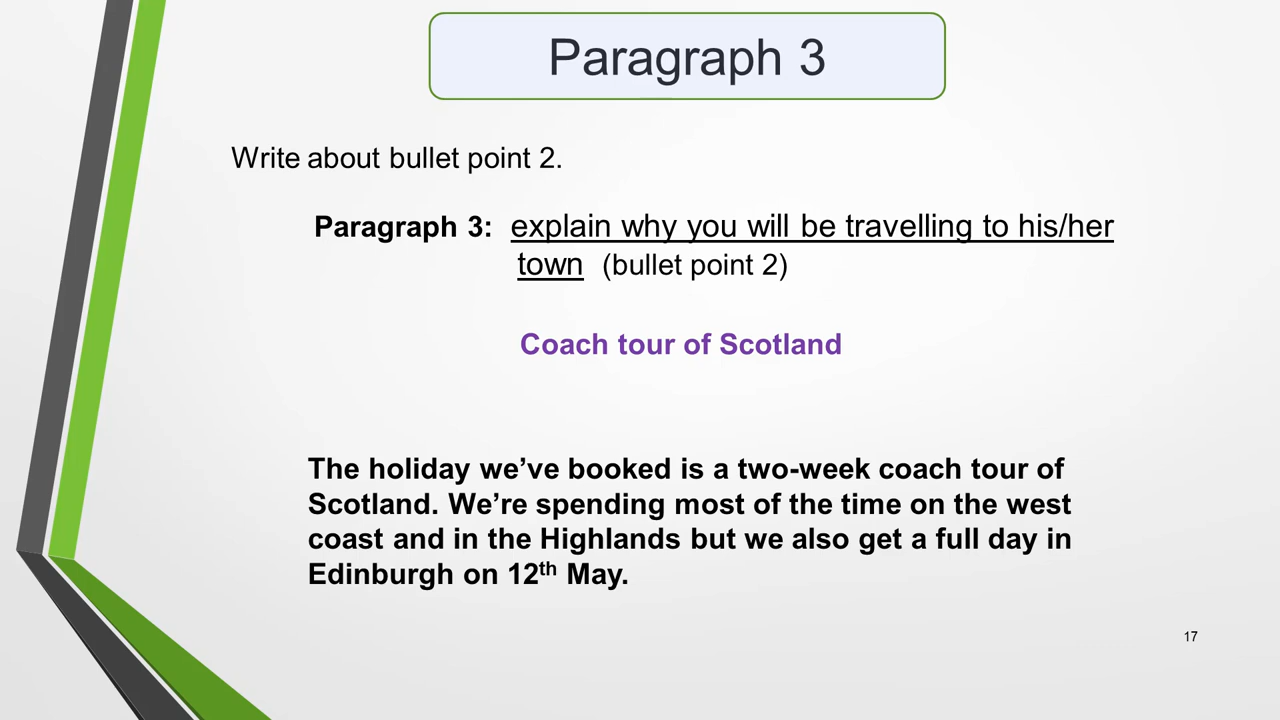 Paragraph 3
Write about bullet point 2.
Paragraph 3: explain why you will be travelling to his/her
town (bullet point 2)
Coach tour of Scotland
The holiday we’ve booked is a two-week coach tour of
Scotland. We’re spending most of the time on the west
coast and in the Highlands but we also get a full day in
Edinburgh on 12th May.
17